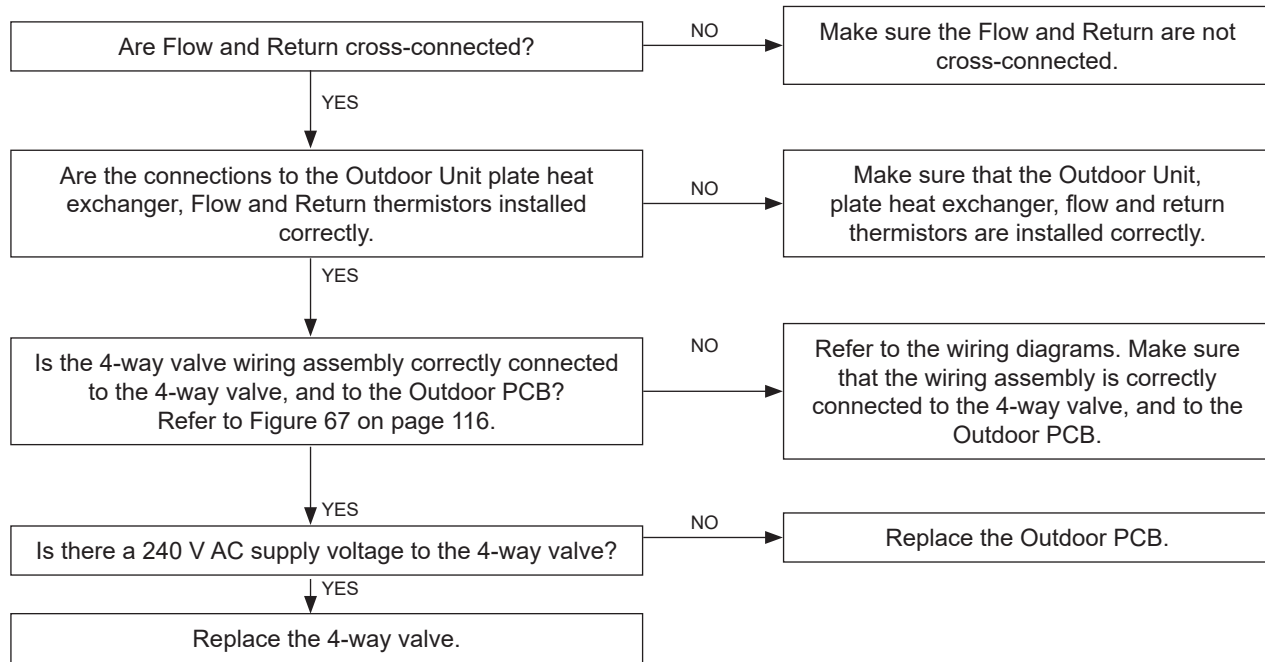 Are Flow and Return cross-connected?
NO
Make sure the Flow and Return are not
cross-connected.
YES
Are the connections to the Outdoor Unit plate heat
exchanger, Flow and Return thermistors installed
correctly.
NO
Make sure that the Outdoor Unit,
plate heat exchanger, flow and return
thermistors are installed correctly.
YES
Is the 4-way valve wiring assembly correctly connected
to the 4-way valve, and to the Outdoor PCB?
Refer to Figure 67 on page 116.
NO
Refer to the wiring diagrams. Make sure
that the wiring assembly is correctly
connected to the 4-way valve, and to the
Outdoor PCB.
YES
Is there a 240 V AC supply voltage to the 4-way valve?
NO
Replace the Outdoor PCB.
YES
Replace the 4-way valve.